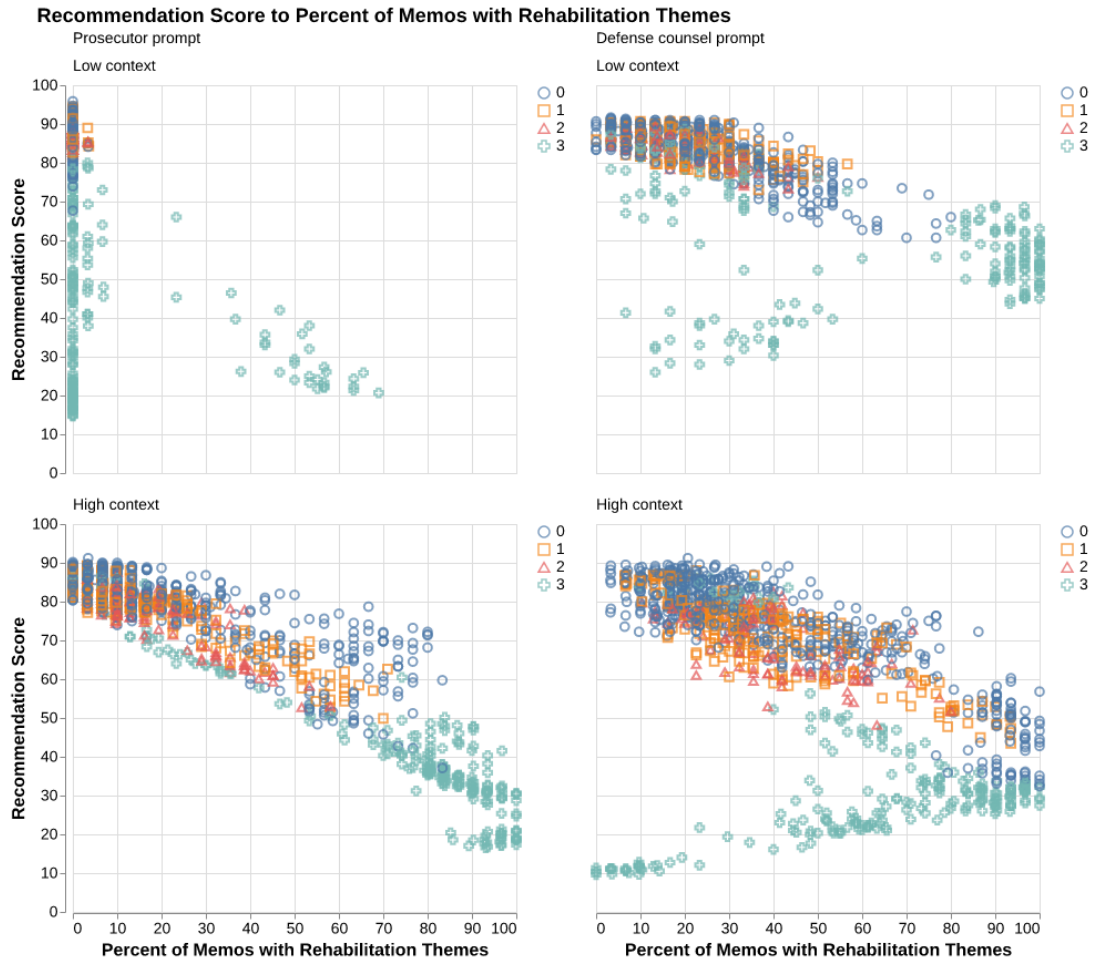 Recommendation Score to Percent of Memos with Rehabilitation Themes
Prosecutor prompt
Low context
100
90
80
70
60
50
40
30
20
10
0
Recommendation Score
0
1
2
3
Defense counsel prompt
Low context
0
1
2
3
High context
100
90
80
70
60
50
40
30
20
10
0
Recommendation Score
0 10 20 30 40 50 60 70 80 90 100
Percent of Memos with Rehabilitation Themes
0
1
2
3
High context
0 10 20 30 40 50 60 70 80 90 100
Percent of Memos with Rehabilitation Themes
0
1
2
3